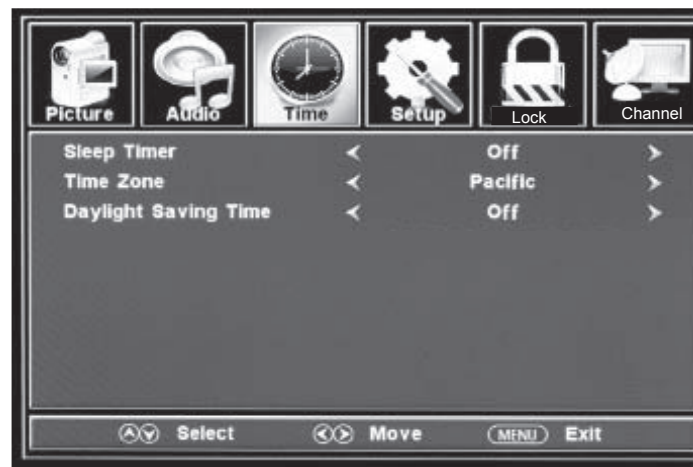 Picture Audio Time Setup Lock Channel
Sleep Timer Off
Time Zone Pacific
Daylight Saving Time Off
Select Move MENU Exit